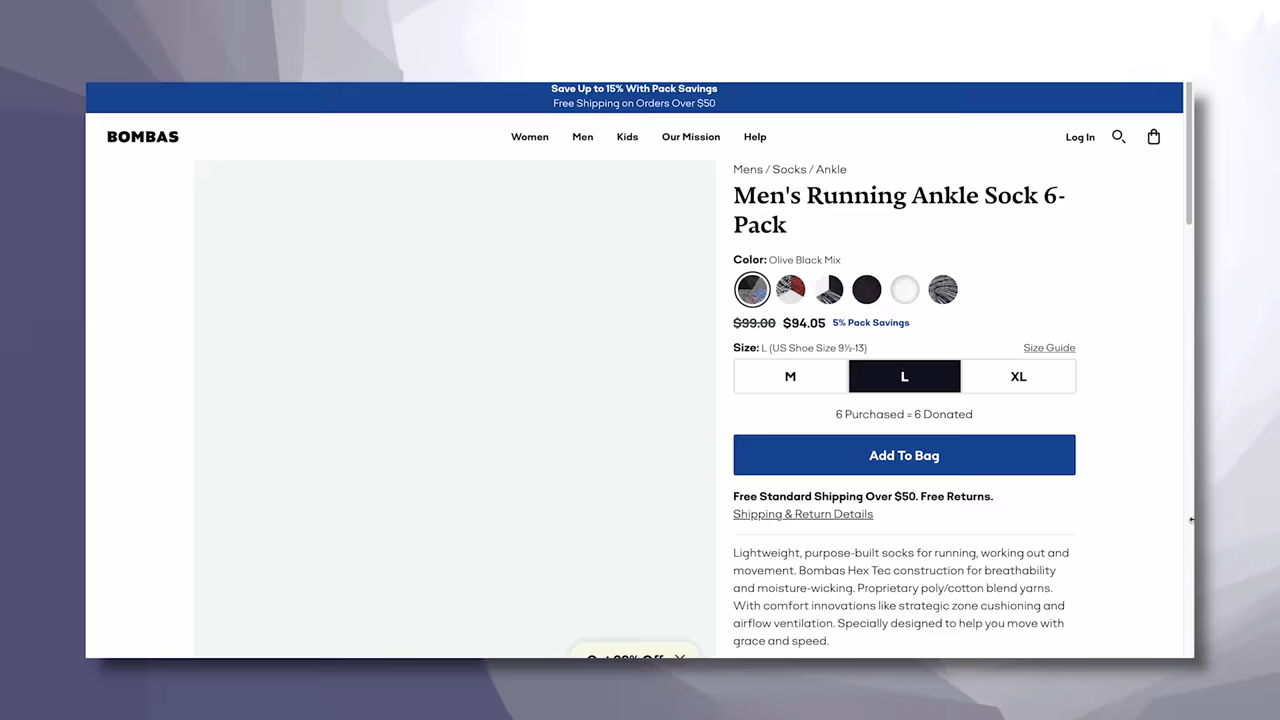 Save Up to 15% With Pack Savings
Free Shipping on Orders Over $50
BOMBAS
Women
Men
Kids
Our Mission
Help
Log In
Mens / Socks / Ankle
Men's Running Ankle Sock 6-
Pack
Color: Olive Black Mix
$99.00 $94.05 5% Pack Savings
Size: L (US Shoe Size 9½-13)
Size Guide
M
L
XL
6 Purchased = 6 Donated
Add To Bag
Free Standard Shipping Over $50. Free Returns.
Shipping & Return Details
Lightweight, purpose-built socks for running, working out and
movement. Bombas Hex Tec construction for breathability
and moisture-wicking. Proprietary poly/cotton blend yarns.
With comfort innovations like strategic zone cushioning and
airflow ventilation. Specially designed to help you move with
grace and speed.